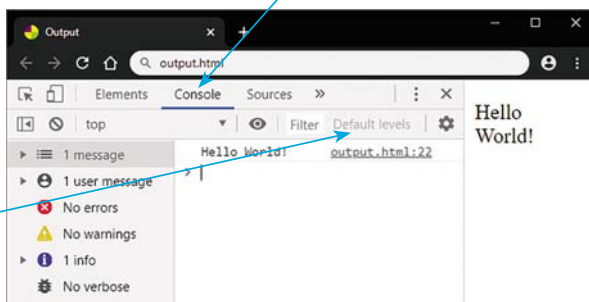 Output
output.html
Elements Console Sources »
top Filter Default levels
1 message
1 user message
No errors
No warnings
1 info
No verbose
Hello World! output.html:22
>
Hello
World!